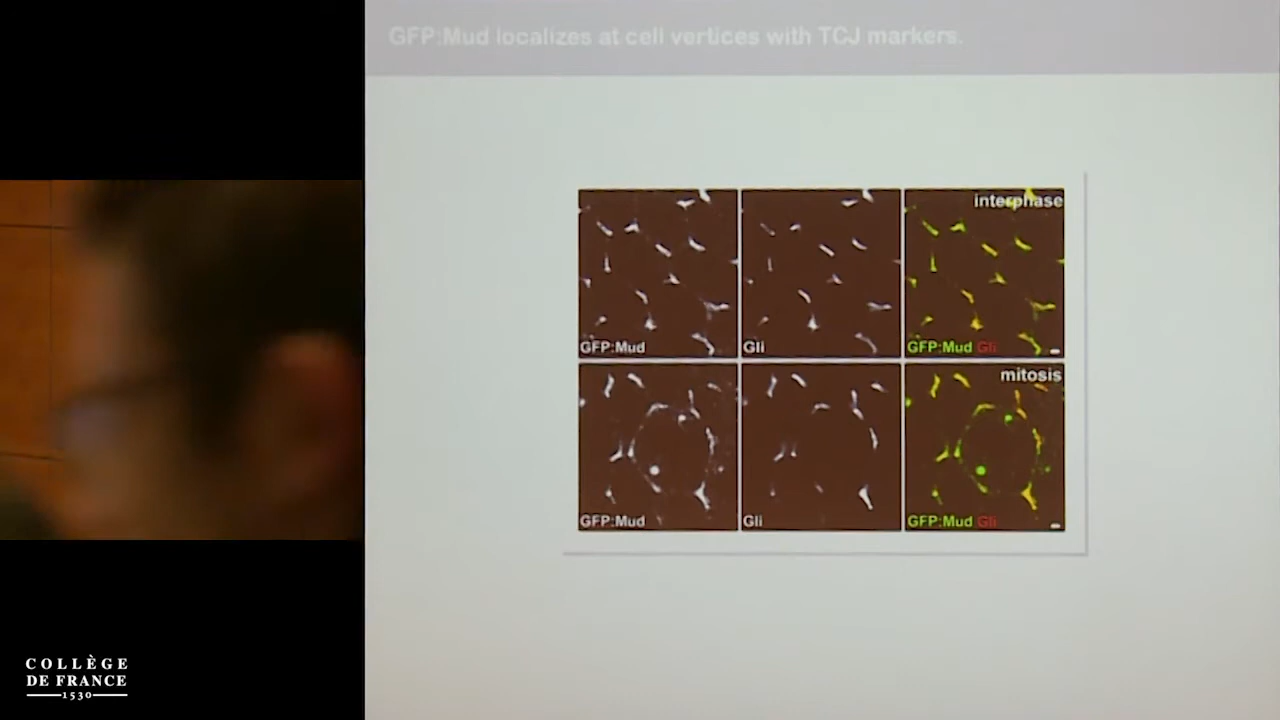 GFP:Mud localizes at cell vertices with TCJ markers.
interphase
GFP:Mud
Gli
GFP:Mud Gli
mitosis
GFP:Mud
Gli
GFP:Mud Gli
COLLÈGE
DE FRANCE
1530